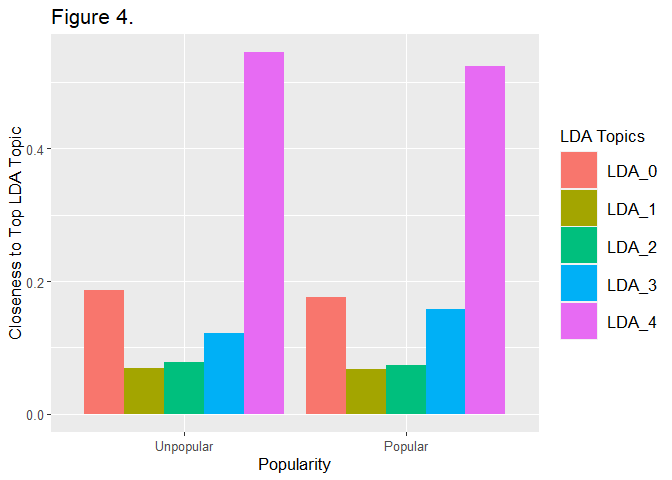 Figure 4.
Closeness to Top LDA Topic
0.4
0.2
0.0
Unpopular
Popular
Popularity
LDA Topics
LDA_0
LDA_1
LDA_2
LDA_3
LDA_4